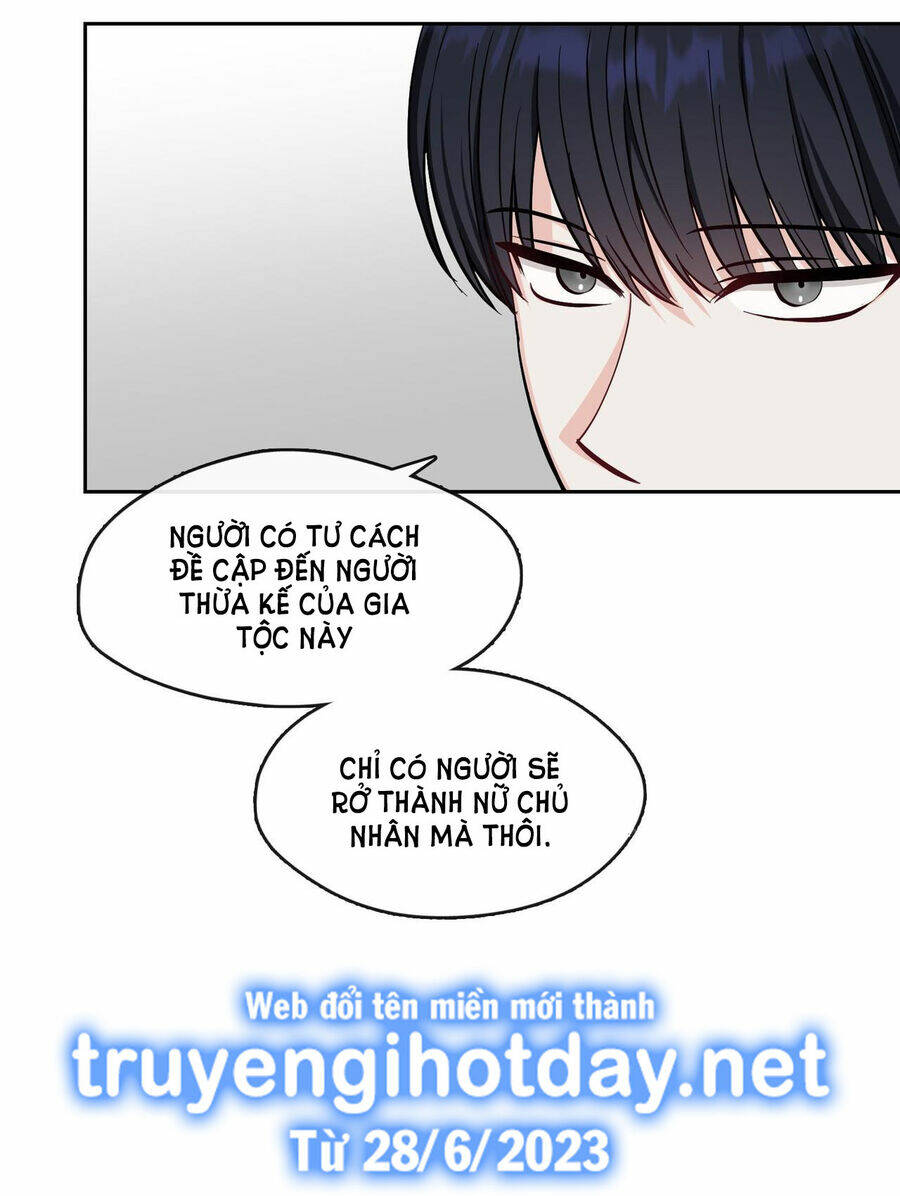 NGƯỜI CÓ TƯ CÁCH
ĐỀ CẬP ĐẾN NGƯỜI
THỪA KẾ CỦA GIA
TỘC NÀY
CHỈ CÓ NGƯỜI SẼ
RỞ THÀNH NỮ CHỦ
NHÂN MÀ THÔI.
Web đổi tên miền mới thành
truyengihotday.net
Từ 28/6/2023